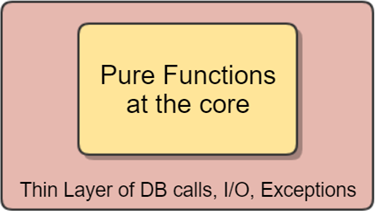 Pure Functions
at the core
Thin Layer of DB calls, I/O, Exceptions